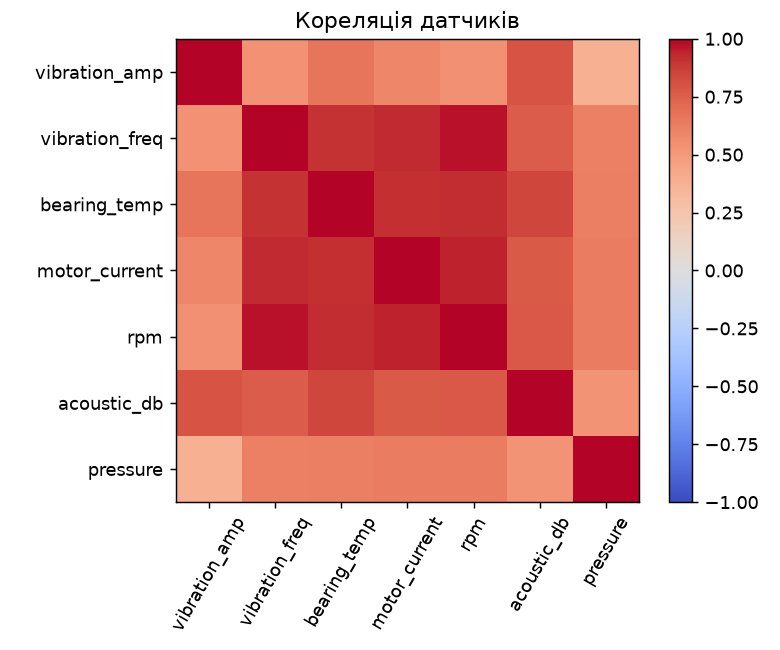 Кореляція датчиків
vibration_amp
vibration_freq
bearing_temp
motor_current
rpm
acoustic_db
pressure
vibration_amp
vibration_freq
bearing_temp
motor_current
rpm
acoustic_db
pressure
1.00
0.75
0.50
0.25
0.00
−0.25
−0.50
−0.75
−1.00